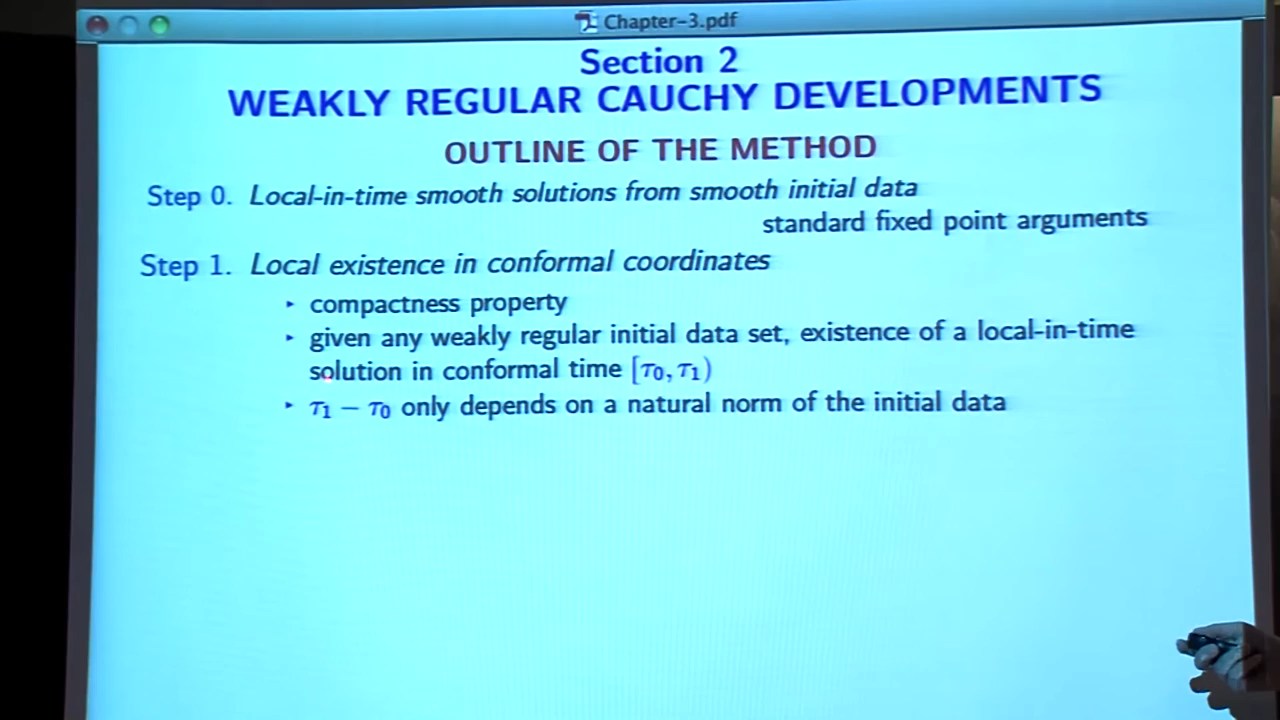 Chapter-3.pdf
Section 2
WEAKLY REGULAR CAUCHY DEVELOPMENTS
OUTLINE OF THE METHOD
Step 0. Local-in-time smooth solutions from smooth initial data
standard fixed point arguments
Step 1. Local existence in conformal coordinates
‣ compactness property
‣ given any weakly regular initial data set, existence of a local-in-time
solution in conformal time [τ₀, τ₁)
‣ τ₁ − τ₀ only depends on a natural norm of the initial data